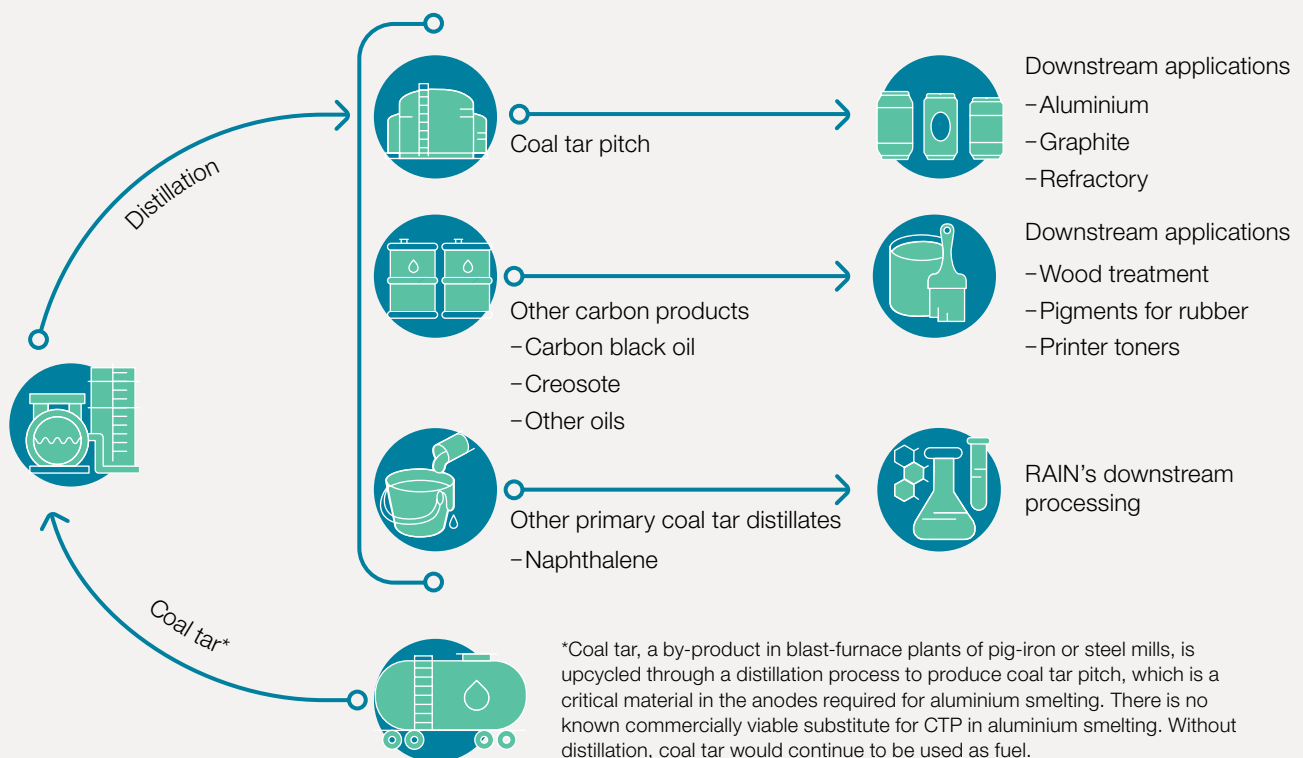 Distillation
Coal tar pitch
Downstream applications
–Aluminium
–Graphite
–Refractory
Other carbon products
–Carbon black oil
–Creosote
–Other oils
Downstream applications
–Wood treatment
–Pigments for rubber
–Printer toners
Other primary coal tar distillates
–Naphthalene
RAIN’s downstream
processing
Coal tar*
*Coal tar, a by-product in blast-furnace plants of pig-iron or steel mills, is
upcycled through a distillation process to produce coal tar pitch, which is a
critical material in the anodes required for aluminium smelting. There is no
known commercially viable substitute for CTP in aluminium smelting. Without
distillation, coal tar would continue to be used as fuel.